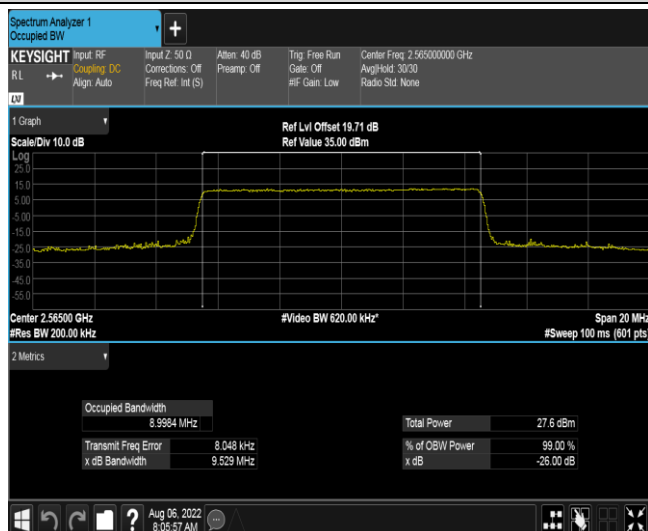 Spectrum Analyzer 1
Occupied BW
KEYSIGHT
RL
LXI
Input: RF
Coupling: DC
Align: Auto
Input Z: 50 Ω
Corrections: Off
Freq Ref: Int (S)
Atten: 40 dB
Preamp: Off
Trig: Free Run
Gate: Off
#IF Gain: Low
Center Freq: 2.565000000 GHz
Avg|Hold: 30/30
Radio Std: None
1 Graph
Scale/Div 10.0 dB
Ref Lvl Offset 19.71 dB
Ref Value 35.00 dBm
Log
25.0
15.0
5.00
-5.00
-15.0
-25.0
-35.0
-45.0
-55.0
Center 2.56500 GHz
#Res BW 200.00 kHz
#Video BW 620.00 kHz*
Span 20 MHz
#Sweep 100 ms (601 pts)
2 Metrics
Occupied Bandwidth
8.9984 MHz
Transmit Freq Error 8.048 kHz
x dB Bandwidth 9.529 MHz
Total Power 27.6 dBm
% of OBW Power 99.00 %
x dB -26.00 dB
?
Aug 06, 2022
8:05:57 AM